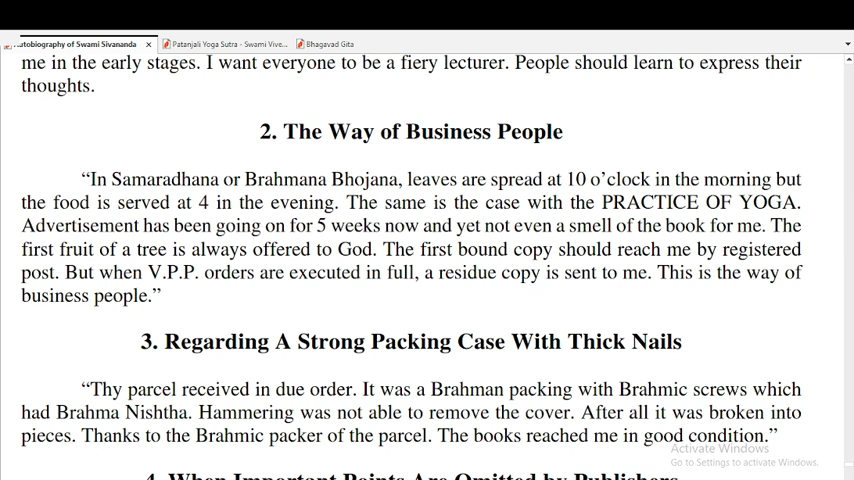 Autobiography of Swami Sivananda
Patanjali Yoga Sutra - Swami Vive...
Bhagavad Gita
me in the early stages. I want everyone to be a fiery lecturer. People should learn to express their
thoughts.
2. The Way of Business People
“In Samaradhana or Brahmana Bhojana, leaves are spread at 10 o’clock in the morning but
the food is served at 4 in the evening. The same is the case with the PRACTICE OF YOGA.
Advertisement has been going on for 5 weeks now and yet not even a smell of the book for me. The
first fruit of a tree is always offered to God. The first bound copy should reach me by registered
post. But when V.P.P. orders are executed in full, a residue copy is sent to me. This is the way of
business people.”
3. Regarding A Strong Packing Case With Thick Nails
“Thy parcel received in due order. It was a Brahman packing with Brahmic screws which
had Brahma Nishtha. Hammering was not able to remove the cover. After all it was broken into
pieces. Thanks to the Brahmic packer of the parcel. The books reached me in good condition.”
Activate Windows
Go to Settings to activate Windows.
4. When Important Points Are Omitted by Publishers